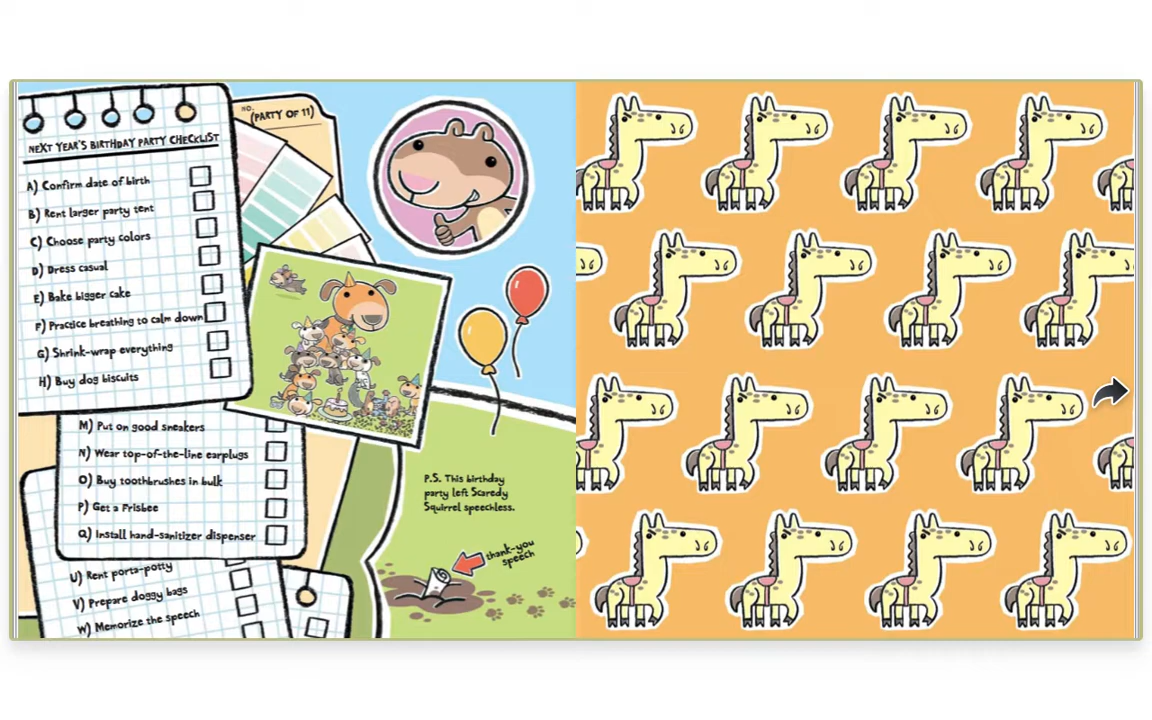 NO.
(PARTY OF 11)
NEXT YEAR'S BIRTHDAY PARTY CHECKLIST
A) Confirm date of birth
B) Rent larger party tent
C) Choose party colors
D) Dress casual
E) Bake bigger cake
F) Practice breathing to calm down
G) Shrink-wrap everything
H) Buy dog biscuits
M) Put on good sneakers
N) Wear top-of-the-line earplugs
O) Buy toothbrushes in bulk
P) Get a Frisbee
Q) Install hand-sanitizer dispenser
U) Rent porta-potty
V) Prepare doggy bags
W) Memorize the speech
P.S. This birthday
party left Scaredy
Squirrel speechless.
thank-you
speech